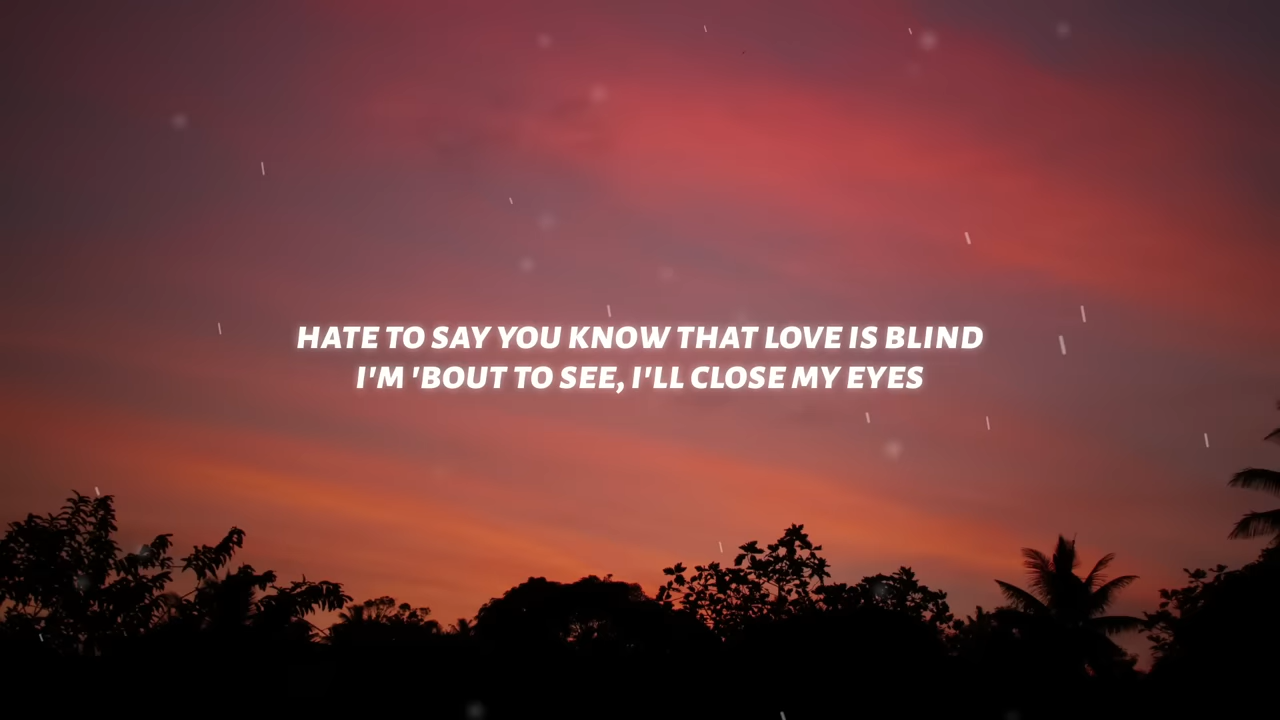 HATE TO SAY YOU KNOW THAT LOVE IS BLIND
I'M 'BOUT TO SEE, I'LL CLOSE MY EYES